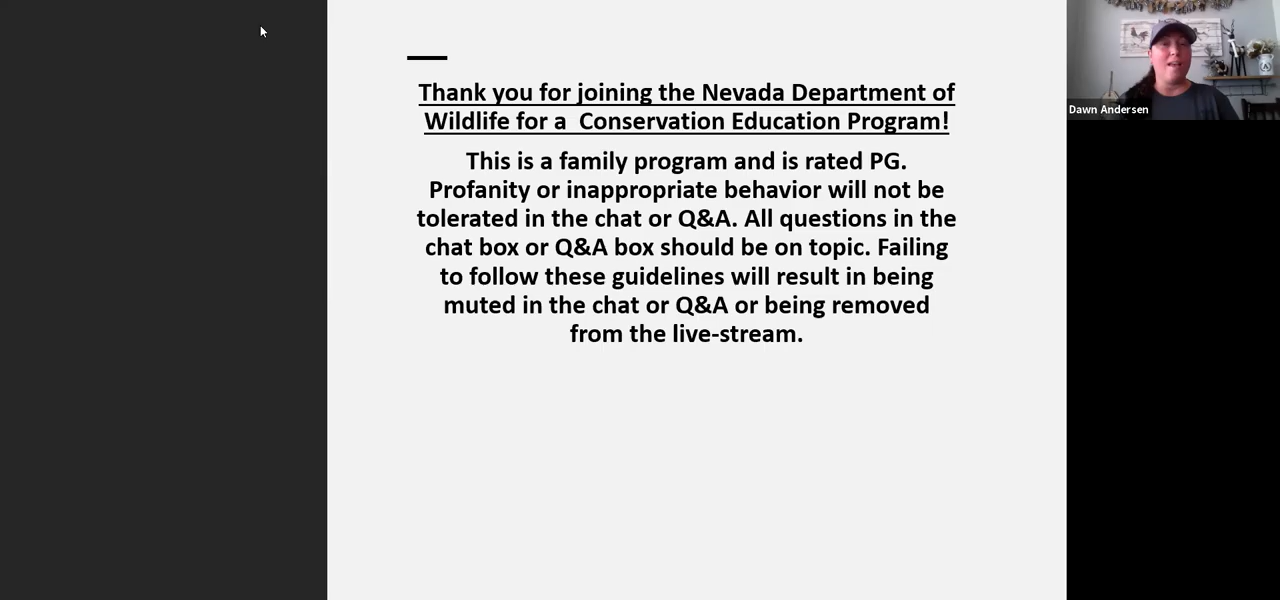 Thank you for joining the Nevada Department of
Wildlife for a  Conservation Education Program!
This is a family program and is rated PG.
Profanity or inappropriate behavior will not be
tolerated in the chat or Q&A. All questions in the
chat box or Q&A box should be on topic. Failing
to follow these guidelines will result in being
muted in the chat or Q&A or being removed
from the live-stream.
Dawn Andersen